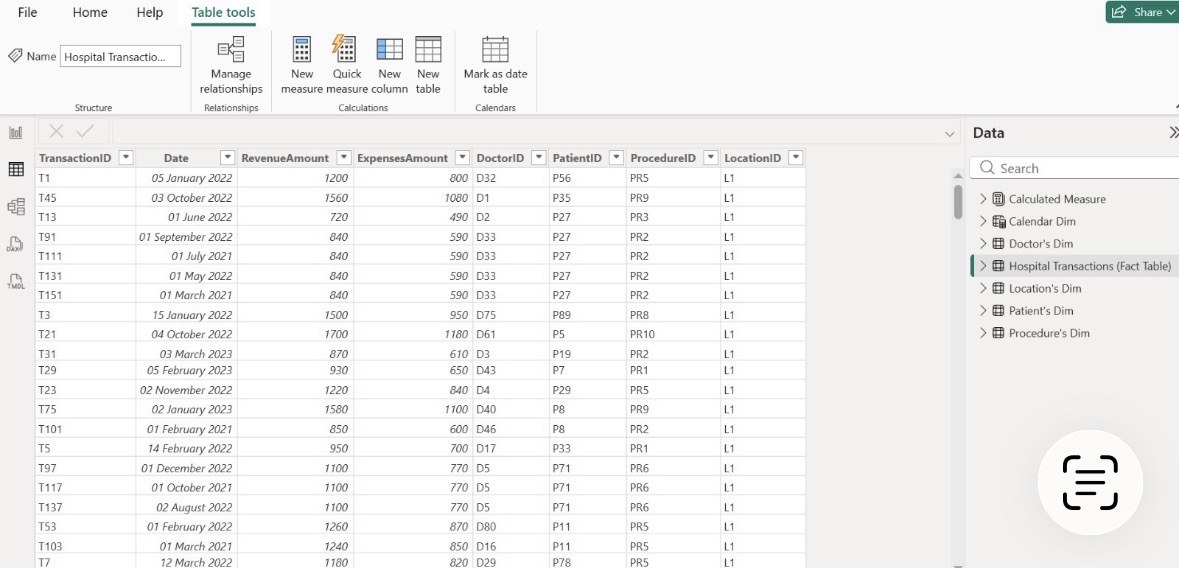 File Home Help Table tools Share
Name Hospital Transactio...
Manage relationships
New measure
Quick measure
New column
New table
Mark as date table
Structure Relationships Calculations Calendars
TransactionID Date RevenueAmount ExpensesAmount DoctorID PatientID ProcedureID LocationID
T1 05 January 2022 1200 800 D32 P56 PR5 L1
T45 03 October 2022 1560 1080 D1 P35 PR9 L1
T13 01 June 2022 720 490 D2 P27 PR3 L1
T91 01 September 2022 840 590 D33 P27 PR2 L1
T111 01 July 2021 840 590 D33 P27 PR2 L1
T131 01 May 2022 840 590 D33 P27 PR2 L1
T151 01 March 2021 840 590 D33 P27 PR2 L1
T3 15 January 2022 1500 950 D75 P89 PR8 L1
T21 04 October 2022 1700 1180 D61 P5 PR10 L1
T31 03 March 2023 870 610 D3 P19 PR2 L1
T29 05 February 2023 930 650 D43 P7 PR1 L1
T23 02 November 2022 1220 840 D4 P29 PR5 L1
T75 02 January 2023 1580 1100 D40 P8 PR9 L1
T101 01 February 2021 850 600 D46 P8 PR2 L1
T5 14 February 2022 950 700 D17 P33 PR1 L1
T97 01 December 2022 1100 770 D5 P71 PR6 L1
T117 01 October 2021 1100 770 D5 P71 PR6 L1
T137 02 August 2022 1100 770 D5 P71 PR6 L1
T53 01 February 2022 1260 870 D80 P11 PR5 L1
T103 01 March 2021 1240 850 D16 P11 PR5 L1
T7 12 March 2022 1180 820 D29 P78 PR5 L1
DAX
TMDL
Data
Search
Calculated Measure
Calendar Dim
Doctor's Dim
Hospital Transactions (Fact Table)
Location's Dim
Patient's Dim
Procedure's Dim